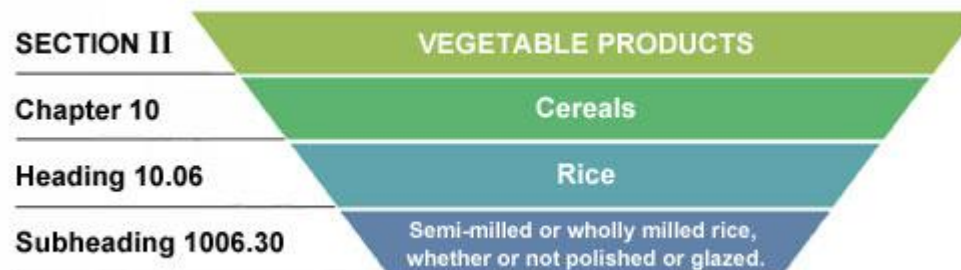 SECTION II
VEGETABLE PRODUCTS
Chapter 10
Cereals
Heading 10.06
Rice
Subheading 1006.30
Semi-milled or wholly milled rice,
whether or not polished or glazed.